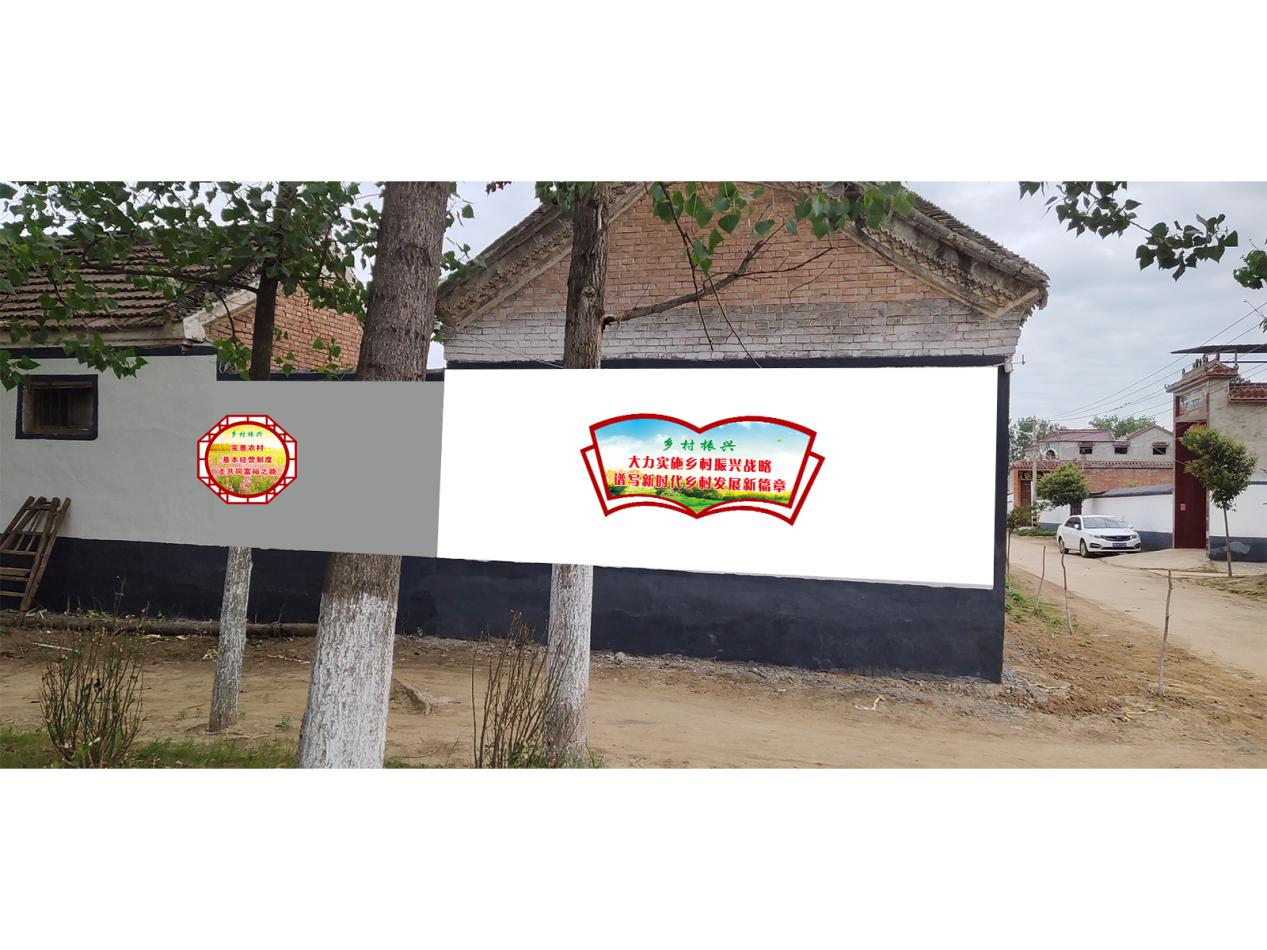 乡村振兴
完善农村
基本经营制度
走共同富裕之路
乡村振兴
大力实施乡村振兴战略
谱写新时代乡村发展新篇章